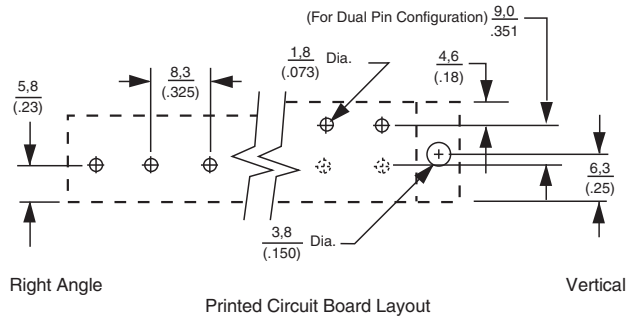 (For Dual Pin Configuration) 9,0
.351
1,8
(.073) Dia.
4,6
(.18)
8,3
(.325)
5,8
(.23)
6,3
(.25)
3,8
(.150) Dia.
Right Angle
Vertical
Printed Circuit Board Layout